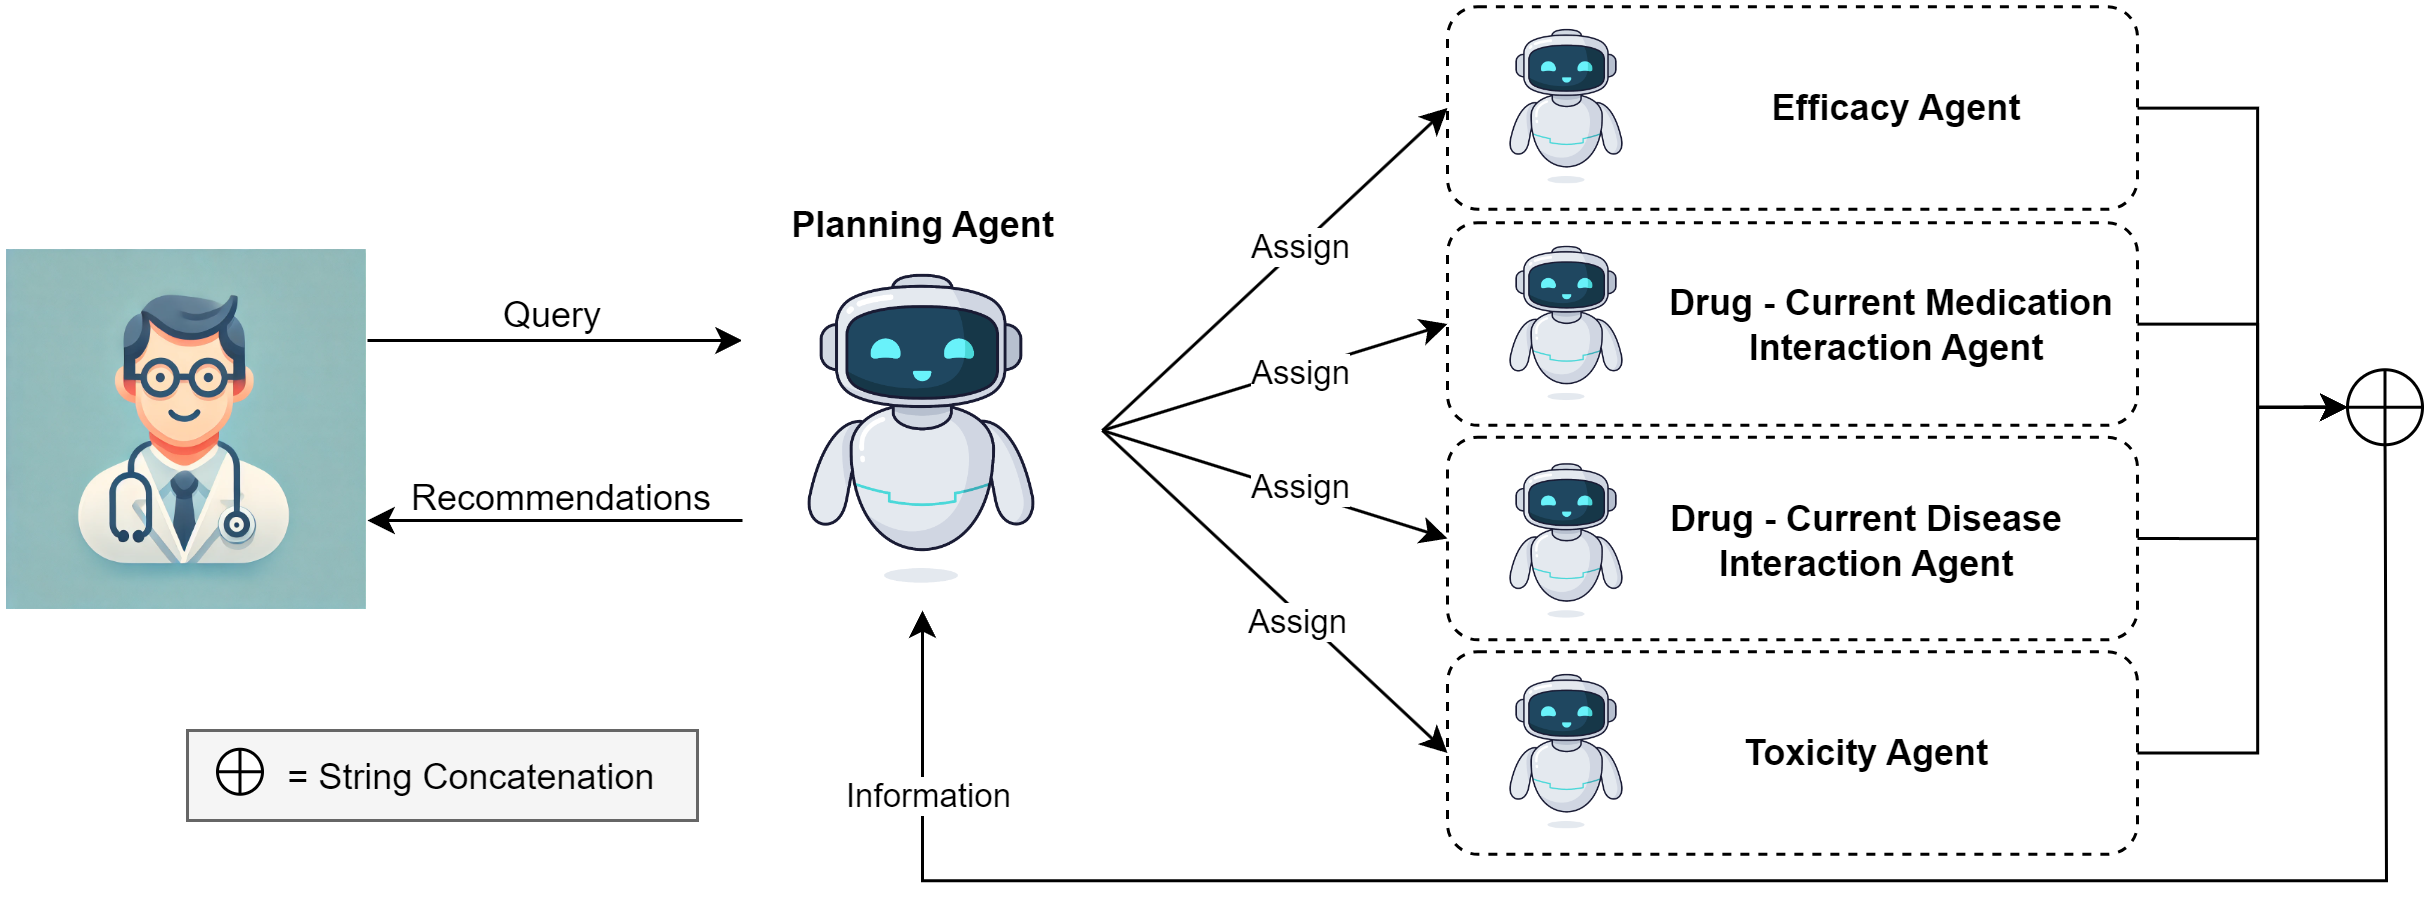 Planning Agent
Query
Recommendations
= String Concatenation
Information
Assign
Assign
Assign
Assign
Efficacy Agent
Drug - Current Medication
Interaction Agent
Drug - Current Disease
Interaction Agent
Toxicity Agent